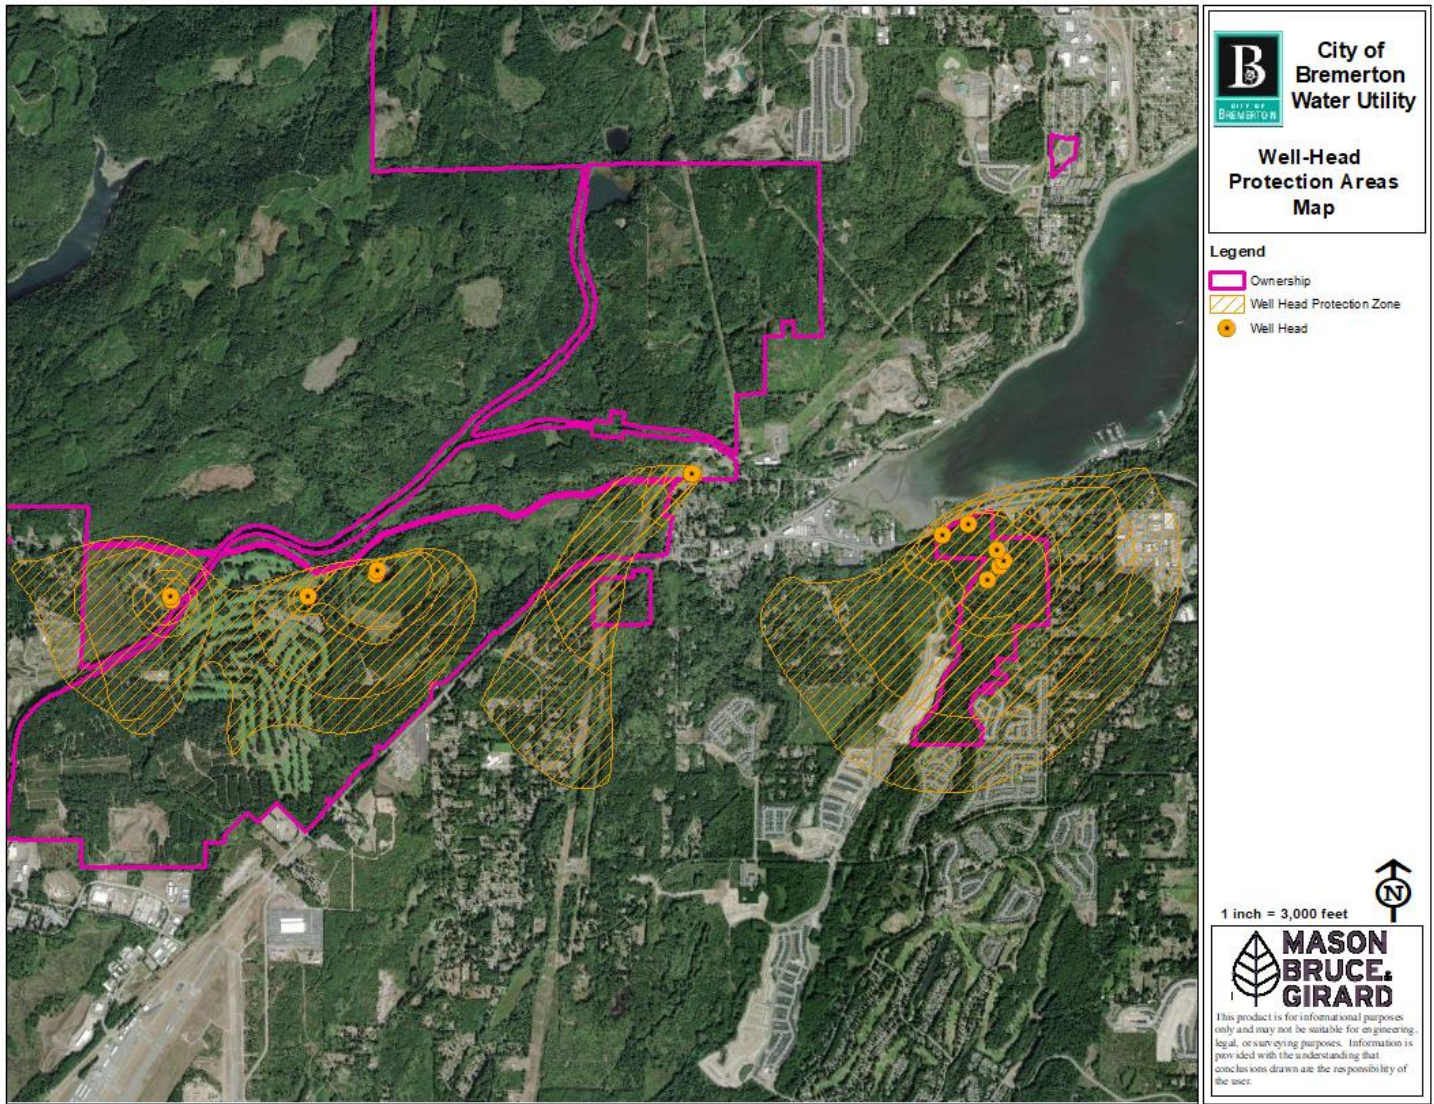 B
CITY OF
BREMERTON
City of
Bremerton
Water Utility
Well-Head
Protection Areas
Map
Legend
Ownership
Well Head Protection Zone
Well Head
N
1 inch = 3,000 feet
MASON
BRUCE&
GIRARD
This product is for informational purposes
only and may not be suitable for engineering,
legal, or surveying purposes. Information is
provided with the understanding that
conclusions drawn are the responsibility of
the user.